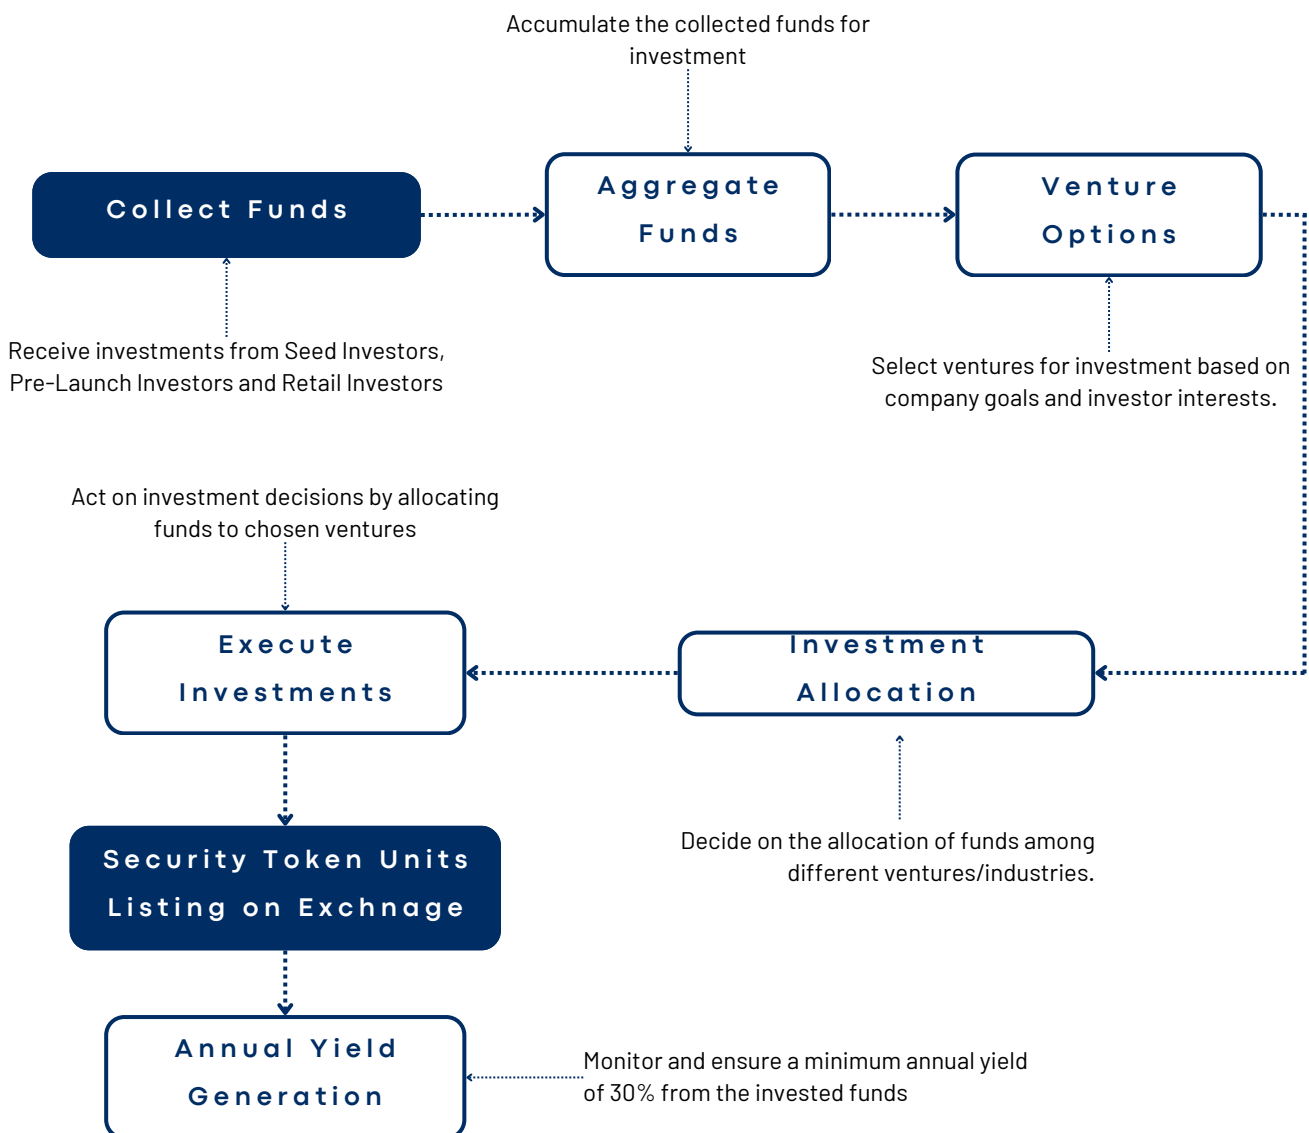 Accumulate the collected funds for
investment
Collect Funds
Aggregate
Funds
Venture
Options
Receive investments from Seed Investors,
Pre-Launch Investors and Retail Investors
Select ventures for investment based on
company goals and investor interests.
Act on investment decisions by allocating
funds to chosen ventures
Execute
Investments
Investment
Allocation
Decide on the allocation of funds among
different ventures/industries.
Security Token Units
Listing on Exchnage
Annual Yield
Generation
Monitor and ensure a minimum annual yield
of 30% from the invested funds